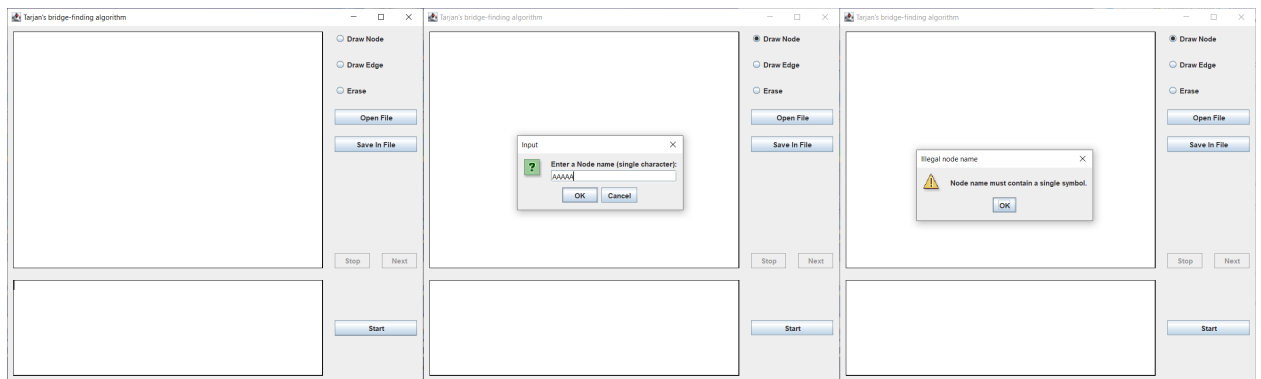 Tarjan's bridge-finding algorithm
Draw Node
Draw Edge
Erase
Open File
Save In File
Stop Next
Start
Tarjan's bridge-finding algorithm
Draw Node
Draw Edge
Erase
Open File
Save In File
Input
Enter a Node name (single character):
AAAAA
OK Cancel
Stop Next
Start
Tarjan's bridge-finding algorithm
Draw Node
Draw Edge
Erase
Open File
Save In File
Illegal node name
Node name must contain a single symbol.
OK
Stop Next
Start